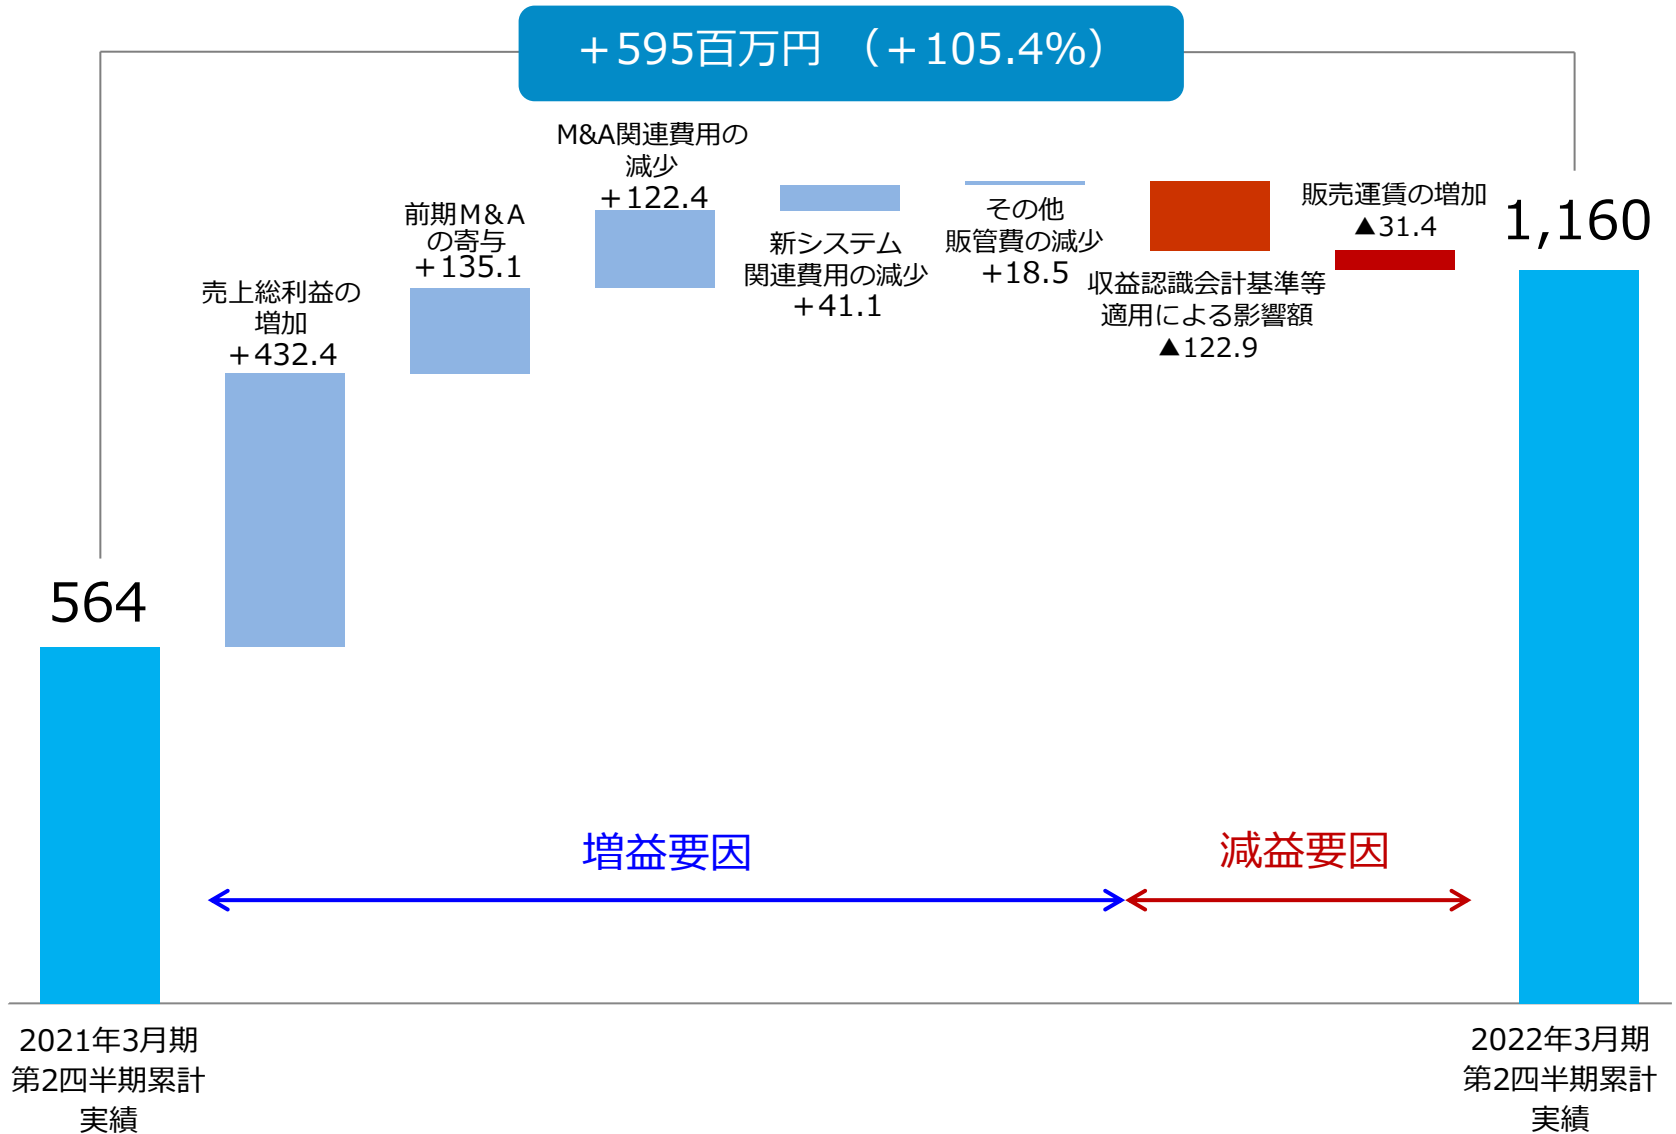 ＋595百万円 （＋105.4%）
M&A関連費用の
減少
＋122.4
前期Ｍ＆Ａ
の寄与
＋135.1
売上総利益の
増加
＋432.4
新システム
関連費用の減少
＋41.1
その他
販管費の減少
+18.5
収益認識会計基準等
適用による影響額
▲122.9
販売運賃の増加
▲31.4
1,160
564
増益要因
減益要因
2021年3月期
第2四半期累計
実績
2022年3月期
第2四半期累計
実績